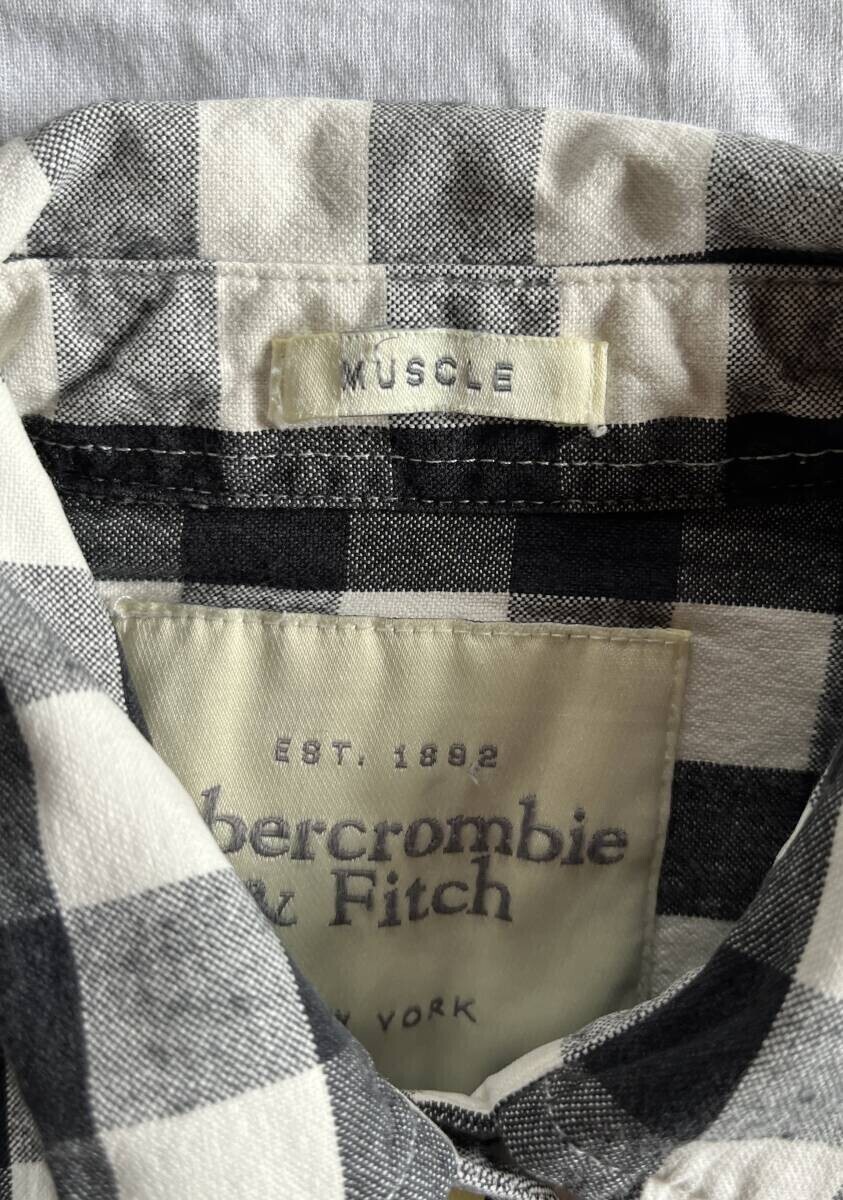 MUSCLE
EST. 1892
bercrombie
& Fitch
YORK